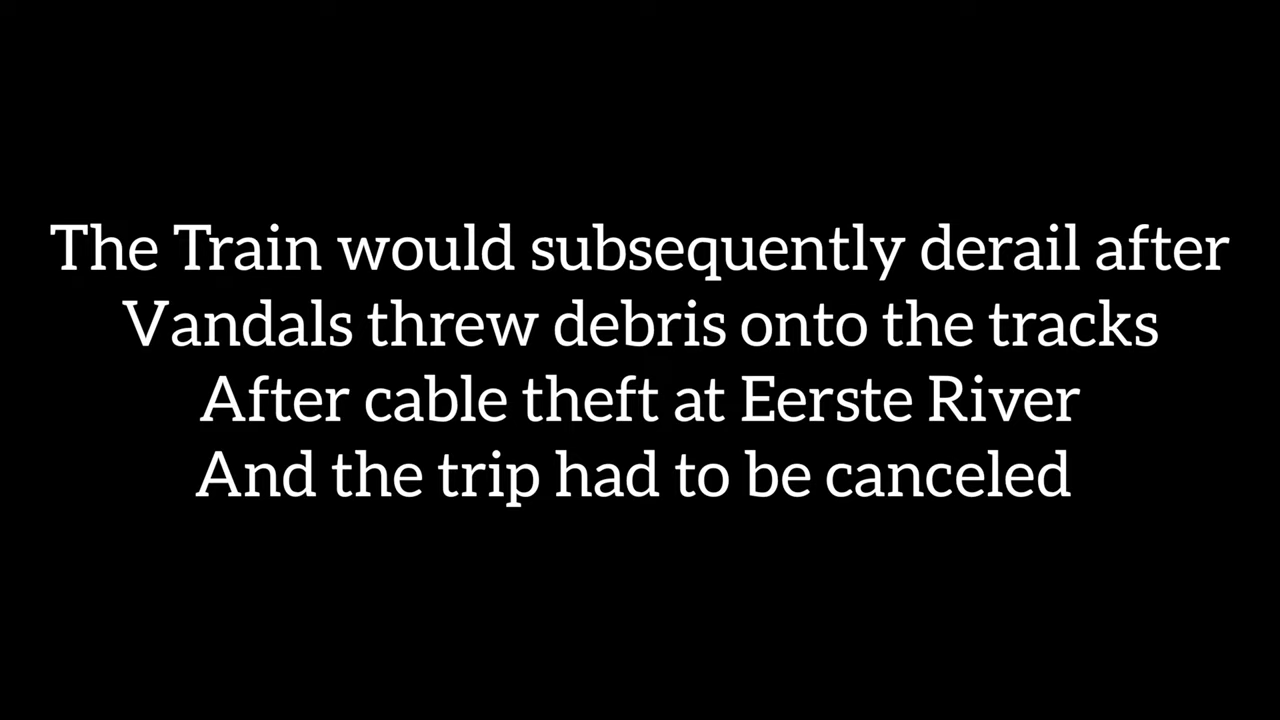 The Train would subsequently derail after
Vandals threw debris onto the tracks
After cable theft at Eerste River
And the trip had to be canceled